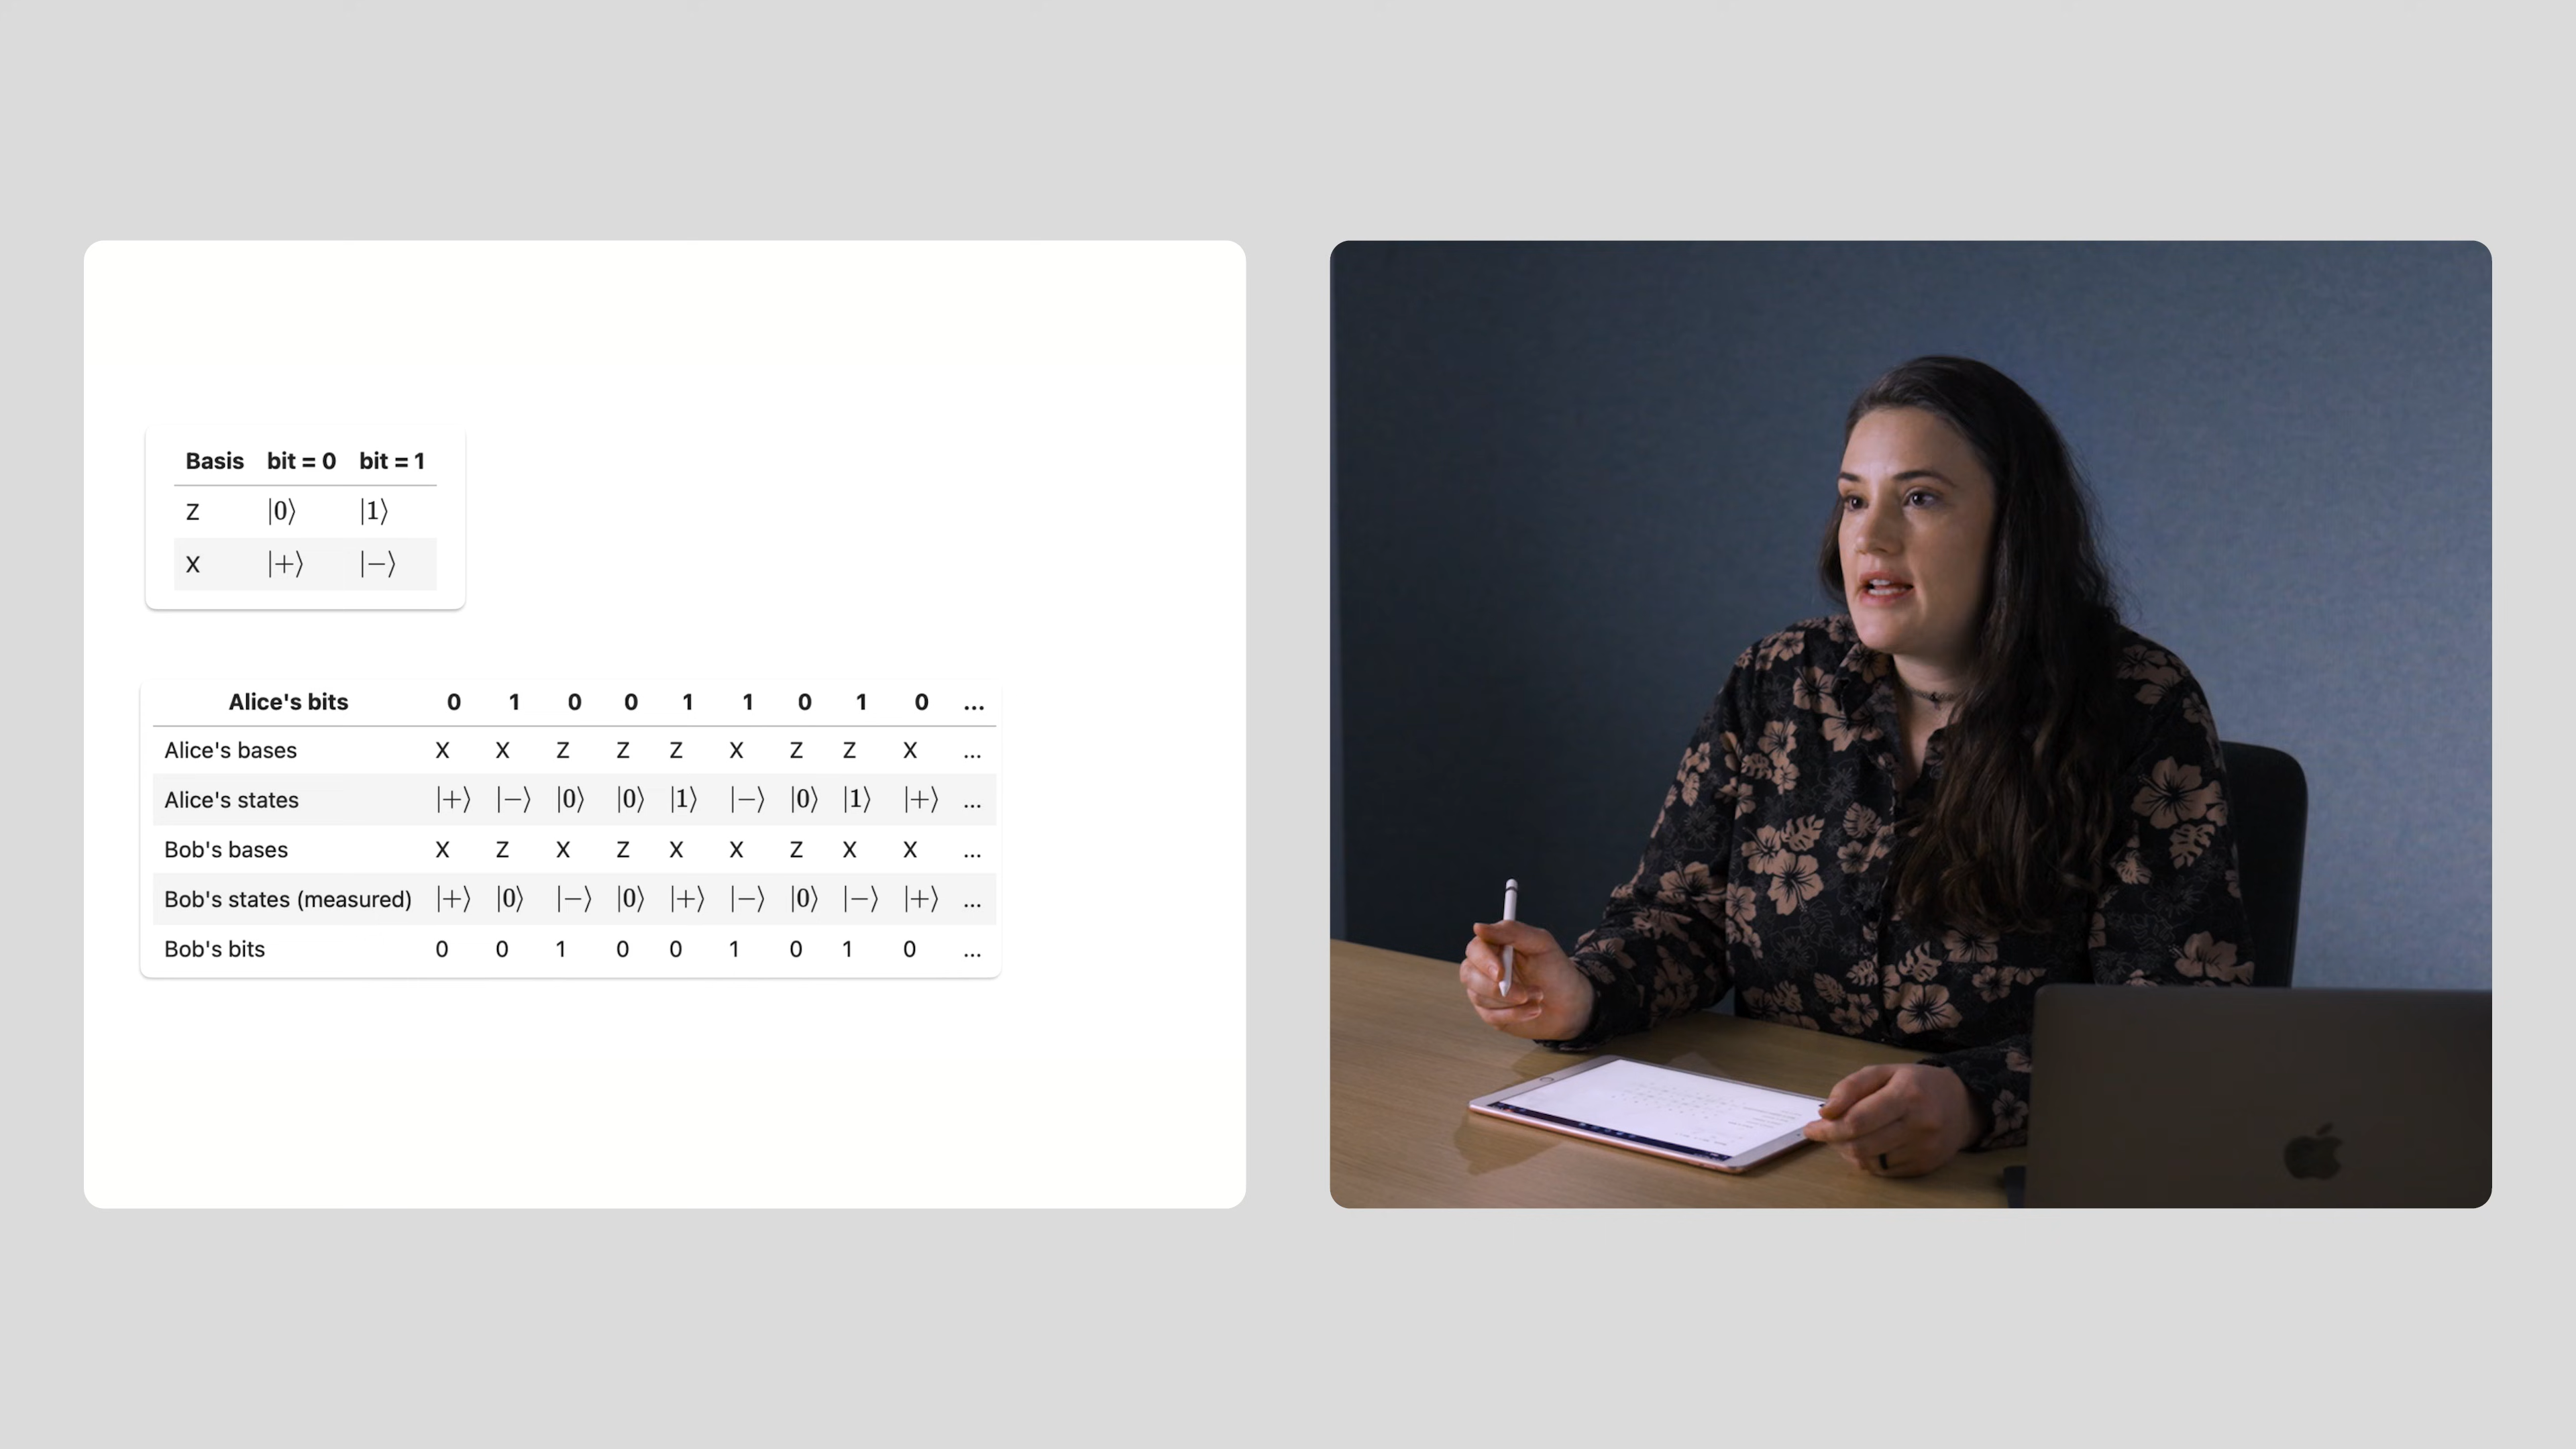 Basis bit = 0 bit = 1
Z |0⟩ |1⟩
X |+⟩ |−⟩
Alice's bits 0 1 0 0 1 1 0 1 0 ...
Alice's bases X X Z Z Z X Z Z X ...
Alice's states |+⟩ |−⟩ |0⟩ |0⟩ |1⟩ |−⟩ |0⟩ |1⟩ |+⟩ ...
Bob's bases X Z X Z X X Z X X ...
Bob's states (measured) |+⟩ |0⟩ |−⟩ |0⟩ |+⟩ |−⟩ |0⟩ |−⟩ |+⟩ ...
Bob's bits 0 0 1 0 0 1 0 1 0 ...